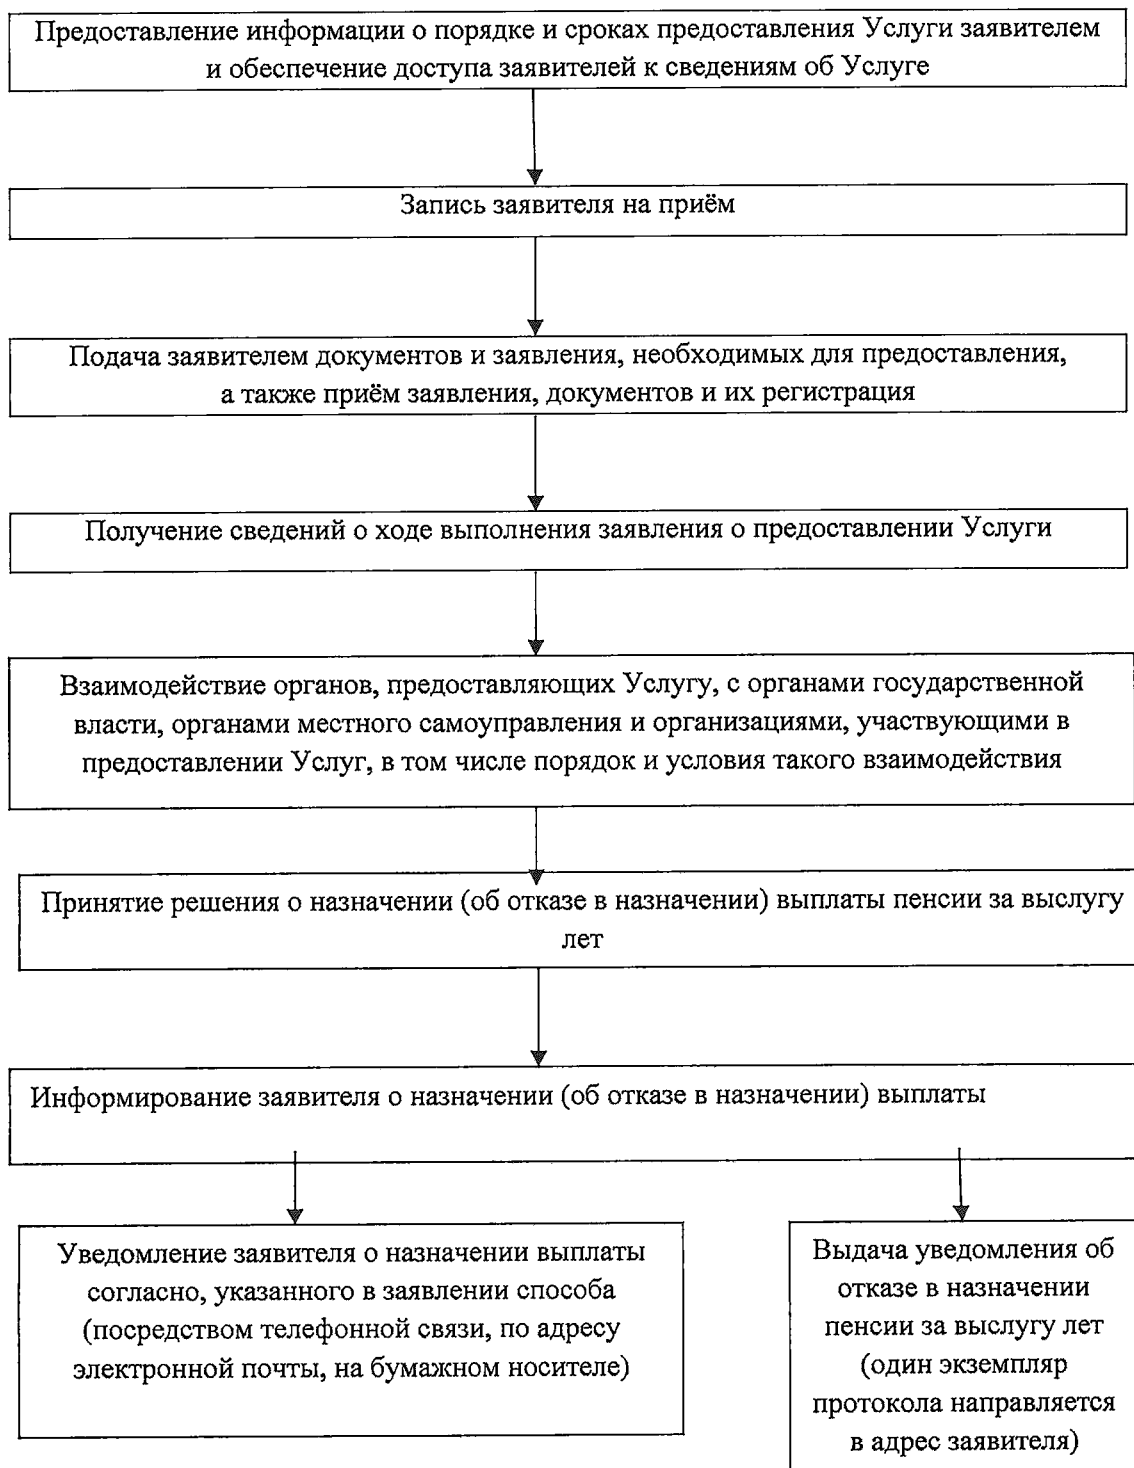 Предоставление информации о порядке и сроках предоставления Услуги заявителем
и обеспечение доступа заявителей к сведениям об Услуге
Запись заявителя на приём
Подача заявителем документов и заявления, необходимых для предоставления,
а также приём заявления, документов и их регистрация
Получение сведений о ходе выполнения заявления о предоставлении Услуги
Взаимодействие органов, предоставляющих Услугу, с органами государственной
власти, органами местного самоуправления и организациями, участвующими в
предоставлении Услуг, в том числе порядок и условия такого взаимодействия
Принятие решения о назначении (об отказе в назначении) выплаты пенсии за выслугу
лет
Информирование заявителя о назначении (об отказе в назначении) выплаты
Уведомление заявителя о назначении выплаты
согласно, указанного в заявлении способа
(посредством телефонной связи, по адресу
электронной почты, на бумажном носителе)
Выдача уведомления об
отказе в назначении
пенсии за выслугу лет
(один экземпляр
протокола направляется
в адрес заявителя)